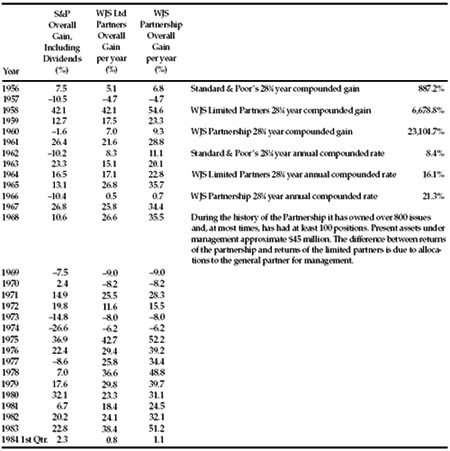 S&P WJS Ltd WJS
Overall Partners Partnership
Gain, Overall Overall
Including Gain Gain
Dividends per year per year
Year (%) (%) (%)
1956 7.5 5.1 6.8 Standard & Poor's 28¼ year compounded gain 887.2%
1957 –10.5 –4.7 –4.7
1958 42.1 42.1 54.6 WJS Limited Partners 28¼ year compounded gain 6,678.8%
1959 12.7 17.5 23.3
1960 –1.6 7.0 9.3 WJS Partnership 28¼ year compounded gain 23,104.7%
1961 26.4 21.6 28.8
1962 –10.2 8.3 11.1 Standard & Poor's 28¼ year annual compounded rate 8.4%
1963 23.3 15.1 20.1
1964 16.5 17.1 22.8 WJS Limited Partners 28¼ year annual compounded rate 16.1%
1965 13.1 26.8 35.7
1966 –10.4 0.5 0.7 WJS Partnership 28¼ year annual compounded rate 21.3%
1967 26.8 25.8 34.4
1968 10.6 26.6 35.5 During the history of the Partnership it has owned over 800 issues
and, at most times, has had at least 100 positions. Present assets under
management approximate $45 million. The difference between returns
of the partnership and returns of the limited partners is due to alloca-
tions to the general partner for management.
1969 –7.5 –9.0 –9.0
1970 2.4 –8.2 –8.2
1971 14.9 25.5 28.3
1972 19.8 11.6 15.5
1973 –14.8 –8.0 –8.0
1974 –26.6 –6.2 –6.2
1975 36.9 42.7 52.2
1976 22.4 29.4 39.2
1977 –8.6 25.8 34.4
1978 7.0 36.6 48.8
1979 17.6 29.8 39.7
1980 32.1 23.3 31.1
1981 6.7 18.4 24.5
1982 20.2 24.1 32.1
1983 22.8 38.4 51.2
1984 1st Qtr. 2.3 0.8 1.1